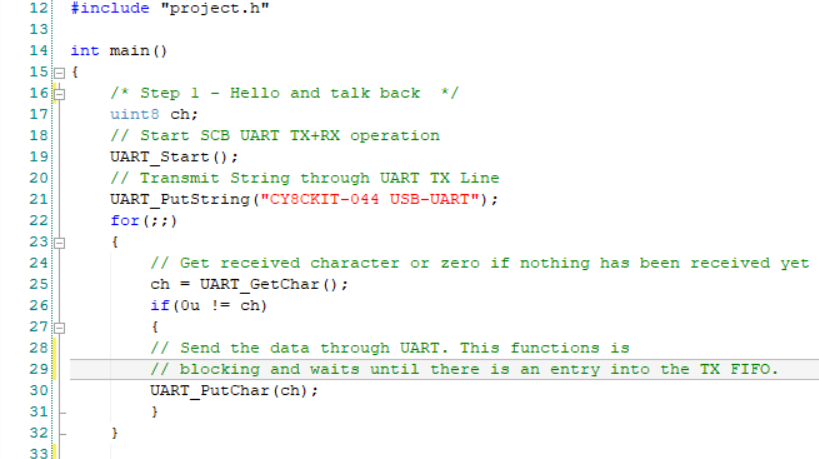 12 #include "project.h"
13
14 int main()
15 {
16 /* Step 1 - Hello and talk back  */
17 uint8 ch;
18 // Start SCB UART TX+RX operation
19 UART_Start();
20 // Transmit String through UART TX Line
21 UART_PutString("CY8CKIT-044 USB-UART");
22 for(;;)
23 {
24 // Get received character or zero if nothing has been received yet
25 ch = UART_GetChar();
26 if(0u != ch)
27 {
28 // Send the data through UART. This functions is
29 // blocking and waits until there is an entry into the TX FIFO.
30 UART_PutChar(ch);
31 }
32 }
33